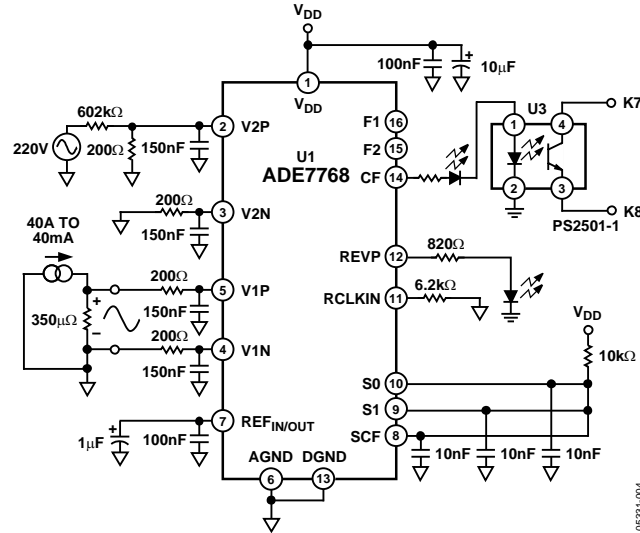 VDD
100nF
10μF
1
VDD
602kΩ
2
V2P
220V
200Ω
150nF
U1
ADE7768
F1
16
F2
15
CF
14
U3
1
4
K7
2
3
K8
PS2501-1
200Ω
3
V2N
150nF
40A TO
40mA
REVP
12
820Ω
200Ω
5
V1P
RCLKIN
11
6.2kΩ
350μΩ
+
–
150nF
200Ω
4
V1N
150nF
VDD
10kΩ
S0
10
S1
9
SCF
8
7
REFIN/OUT
+
1μF
100nF
10nF
10nF
10nF
AGND
DGND
6
13
+
05331-004